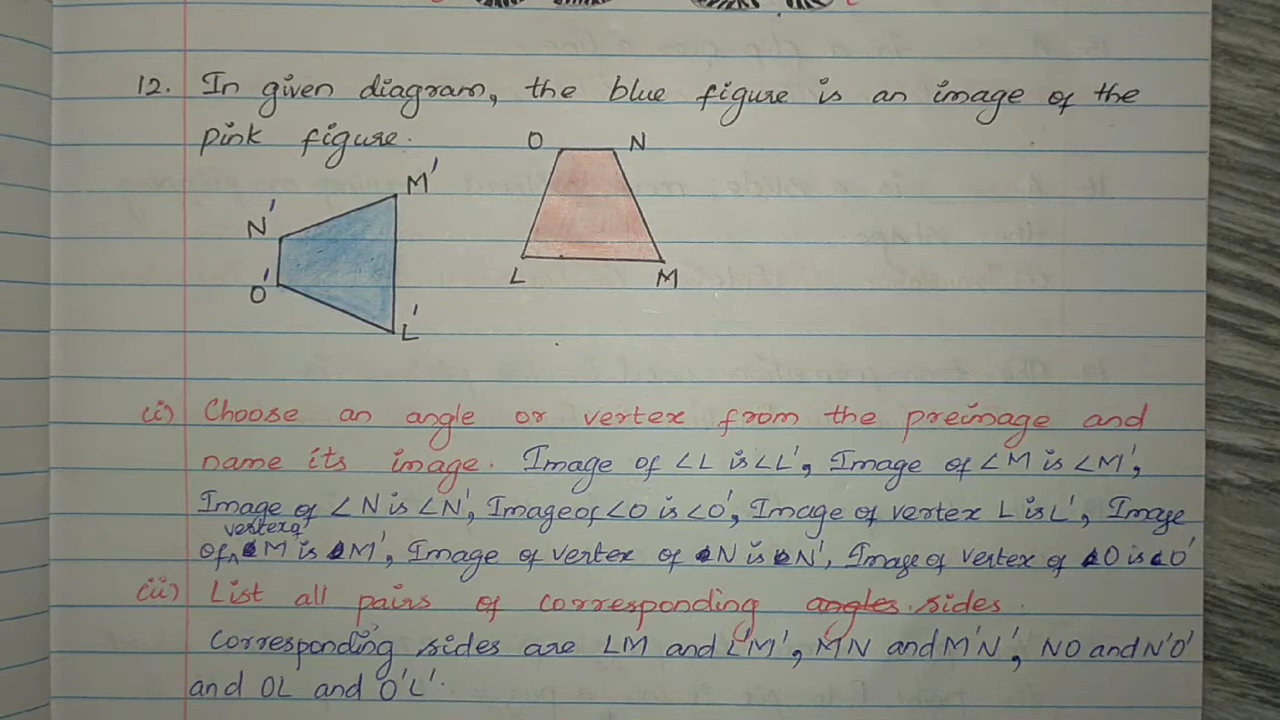 12. In given diagram, the blue figure is an image of the
pink figure.
O N
M'
N'
L M
O'
L'
(i) Choose an angle or vertex from the preimage and
name its image. Image of ∠L is ∠L', Image of ∠M is ∠M',
Image of ∠N is ∠N', Image of ∠O is ∠O', Image of vertex L is L', Image
vertex of
of ^ M is M', Image of vertex of N is N', Image of vertex of O is O'
(ii) List all pairs of corresponding angles. sides.
Corresponding sides are LM and L'M', MN and M'N', NO and N'O'
and OL and O'L'.